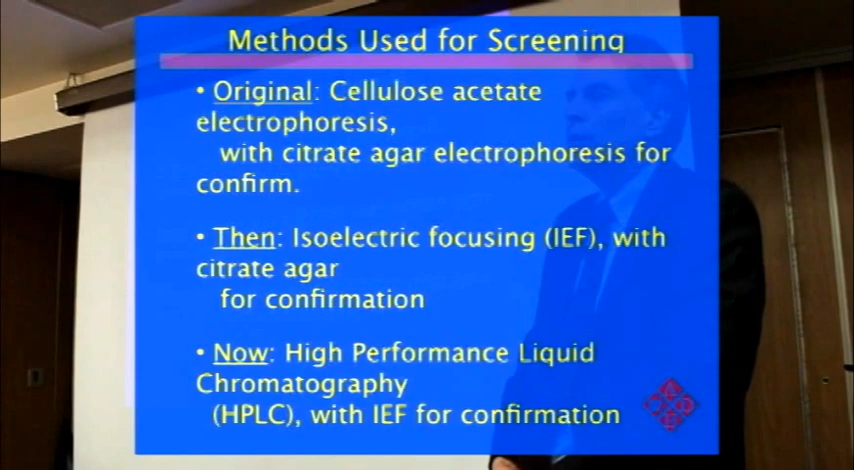 Methods Used for Screening
• Original: Cellulose acetate
electrophoresis,
with citrate agar electrophoresis for
confirm.
• Then: Isoelectric focusing (IEF), with
citrate agar
for confirmation
• Now: High Performance Liquid
Chromatography
(HPLC), with IEF for confirmation